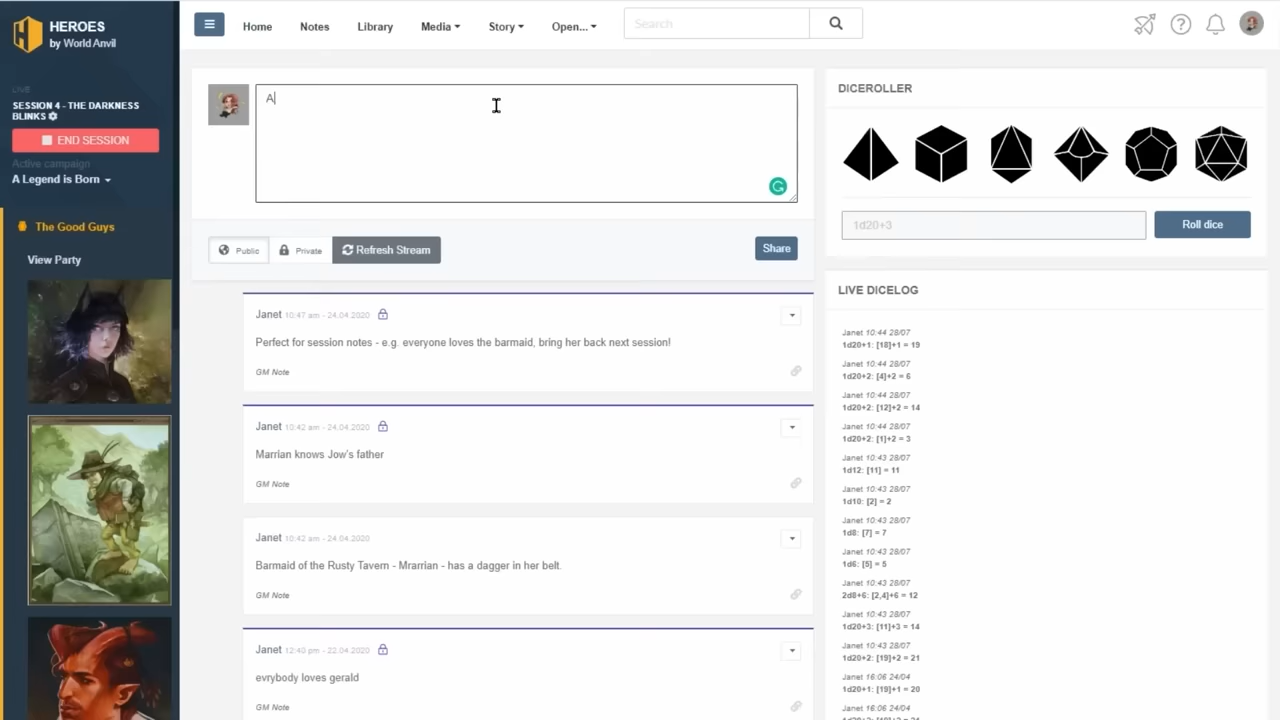 HEROES
by World Anvil
LIVE
SESSION 4 - THE DARKNESS
BLINKS
END SESSION
Active campaign
A Legend is Born
The Good Guys
View Party
Home
Notes
Library
Media
Story
Open...
Search
A
Public
Private
Refresh Stream
Share
Janet 10:47 am - 24.04.2020
Perfect for session notes - e.g. everyone loves the barmaid, bring her back next session!
GM Note
Janet 10:42 am - 24.04.2020
Marrian knows Jow's father
GM Note
Janet 10:42 am - 24.04.2020
Barmaid of the Rusty Tavern - Mrarrian - has a dagger in her belt.
GM Note
Janet 12:40 pm - 22.04.2020
evrybody loves gerald
GM Note
DICEROLLER
1d20+3
Roll dice
LIVE DICELOG
Janet 10:44 28/07
1d20+1: [18]+1 = 19
Janet 10:44 28/07
1d20+2: [4]+2 = 6
Janet 10:44 28/07
1d20+2: [12]+2 = 14
Janet 10:44 28/07
1d20+2: [1]+2 = 3
Janet 10:43 28/07
1d12: [11] = 11
Janet 10:43 28/07
1d10: [2] = 2
Janet 10:43 28/07
1d8: [7] = 7
Janet 10:43 28/07
1d6: [5] = 5
Janet 10:43 28/07
2d8+6: [2,4]+6 = 12
Janet 10:43 28/07
1d20+3: [11]+3 = 14
Janet 10:43 28/07
1d20+2: [19]+2 = 21
Janet 16:06 24/04
1d20+1: [19]+1 = 20
Janet 16:06 24/04